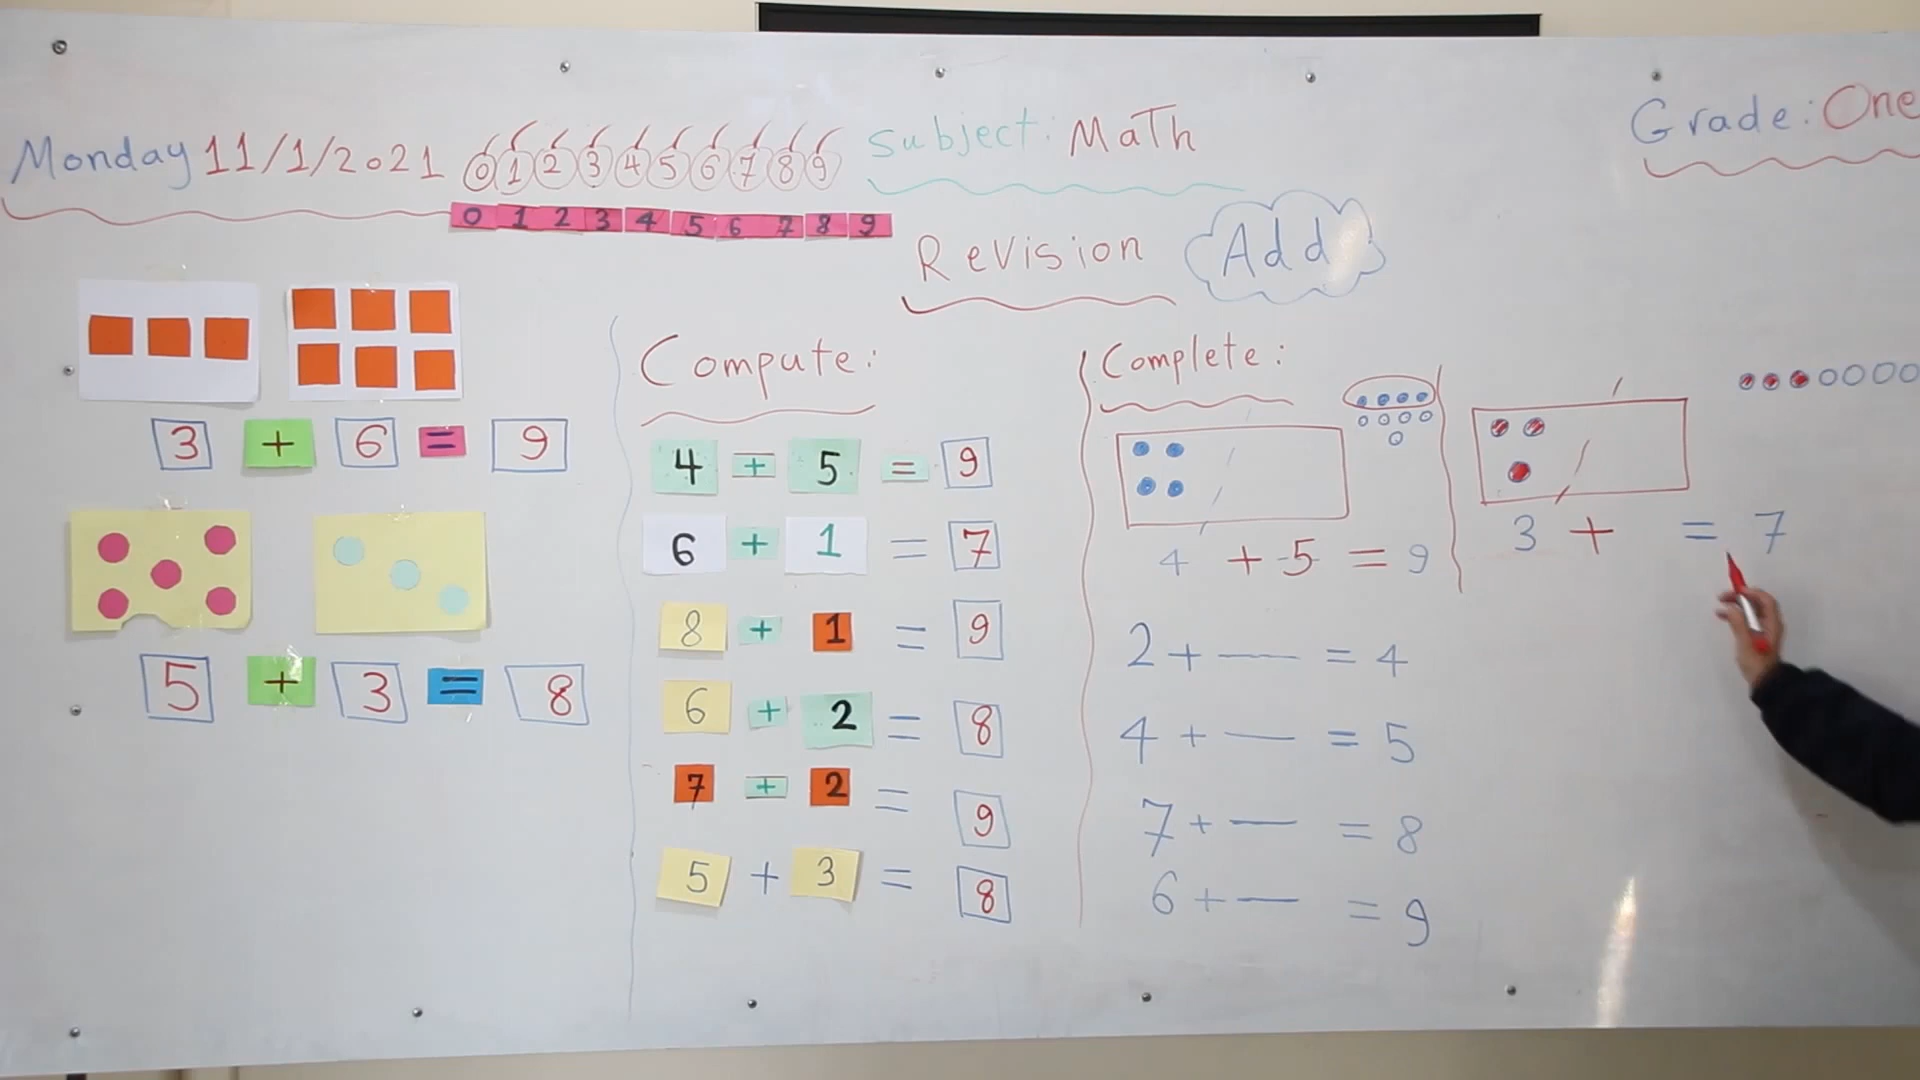 Monday 11/1/2021
0 1 2 3 4 5 6 7 8 9
Subject: Math
Grade: One
0 1 2 3 4 5 6 7 8 9
Revision Add
3 + 6 = 9
5 + 3 = 8
Compute:
4 + 5 = 9
6 + 1 = 7
8 + 1 = 9
6 + 2 = 8
7 + 2 = 9
5 + 3 = 8
Complete:
4 + 5 = 9
2 + — = 4
4 + — = 5
7 + — = 8
6 + — = 9
3 + = 7